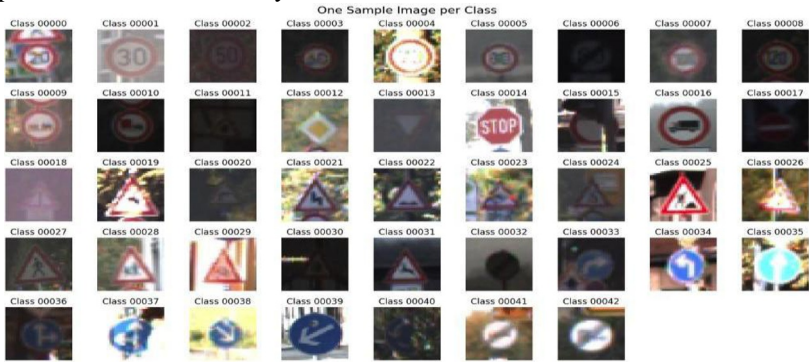 One Sample Image per Class
Class 00000 Class 00001 Class 00002 Class 00003 Class 00004 Class 00005 Class 00006 Class 00007 Class 00008
20 30 50 60 80
Class 00009 Class 00010 Class 00011 Class 00012 Class 00013 Class 00014 Class 00015 Class 00016 Class 00017
STOP
Class 00018 Class 00019 Class 00020 Class 00021 Class 00022 Class 00023 Class 00024 Class 00025 Class 00026
Class 00027 Class 00028 Class 00029 Class 00030 Class 00031 Class 00032 Class 00033 Class 00034 Class 00035
Class 00036 Class 00037 Class 00038 Class 00039 Class 00040 Class 00041 Class 00042